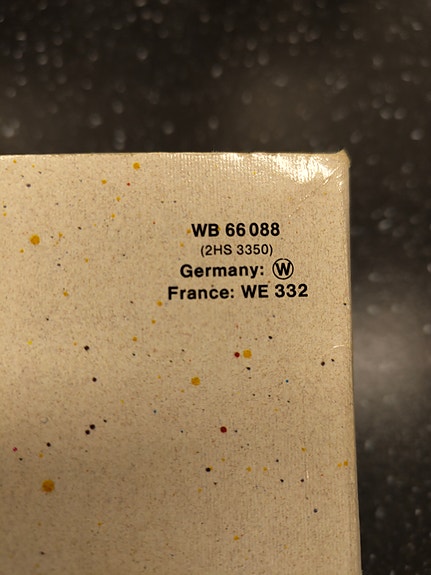 WB 66 088
(2HS 3350)
Germany: Ⓦ
France: WE 332